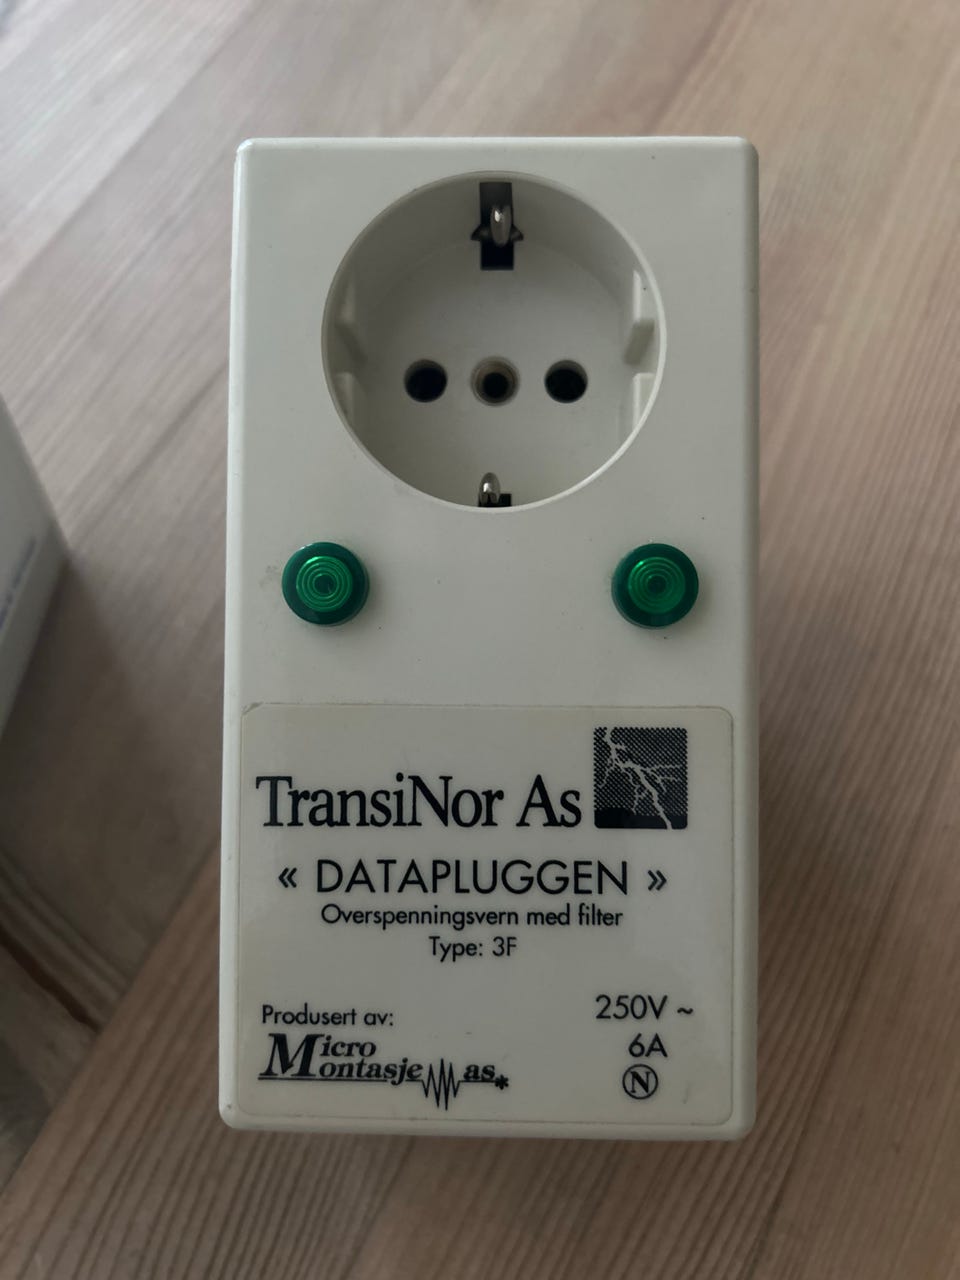 TransiNor As
« DATAPLUGGEN »
Overspenningsvern med filter
Type: 3F
250V ~
6A
N
Produsert av:
Micro
Montasje as*